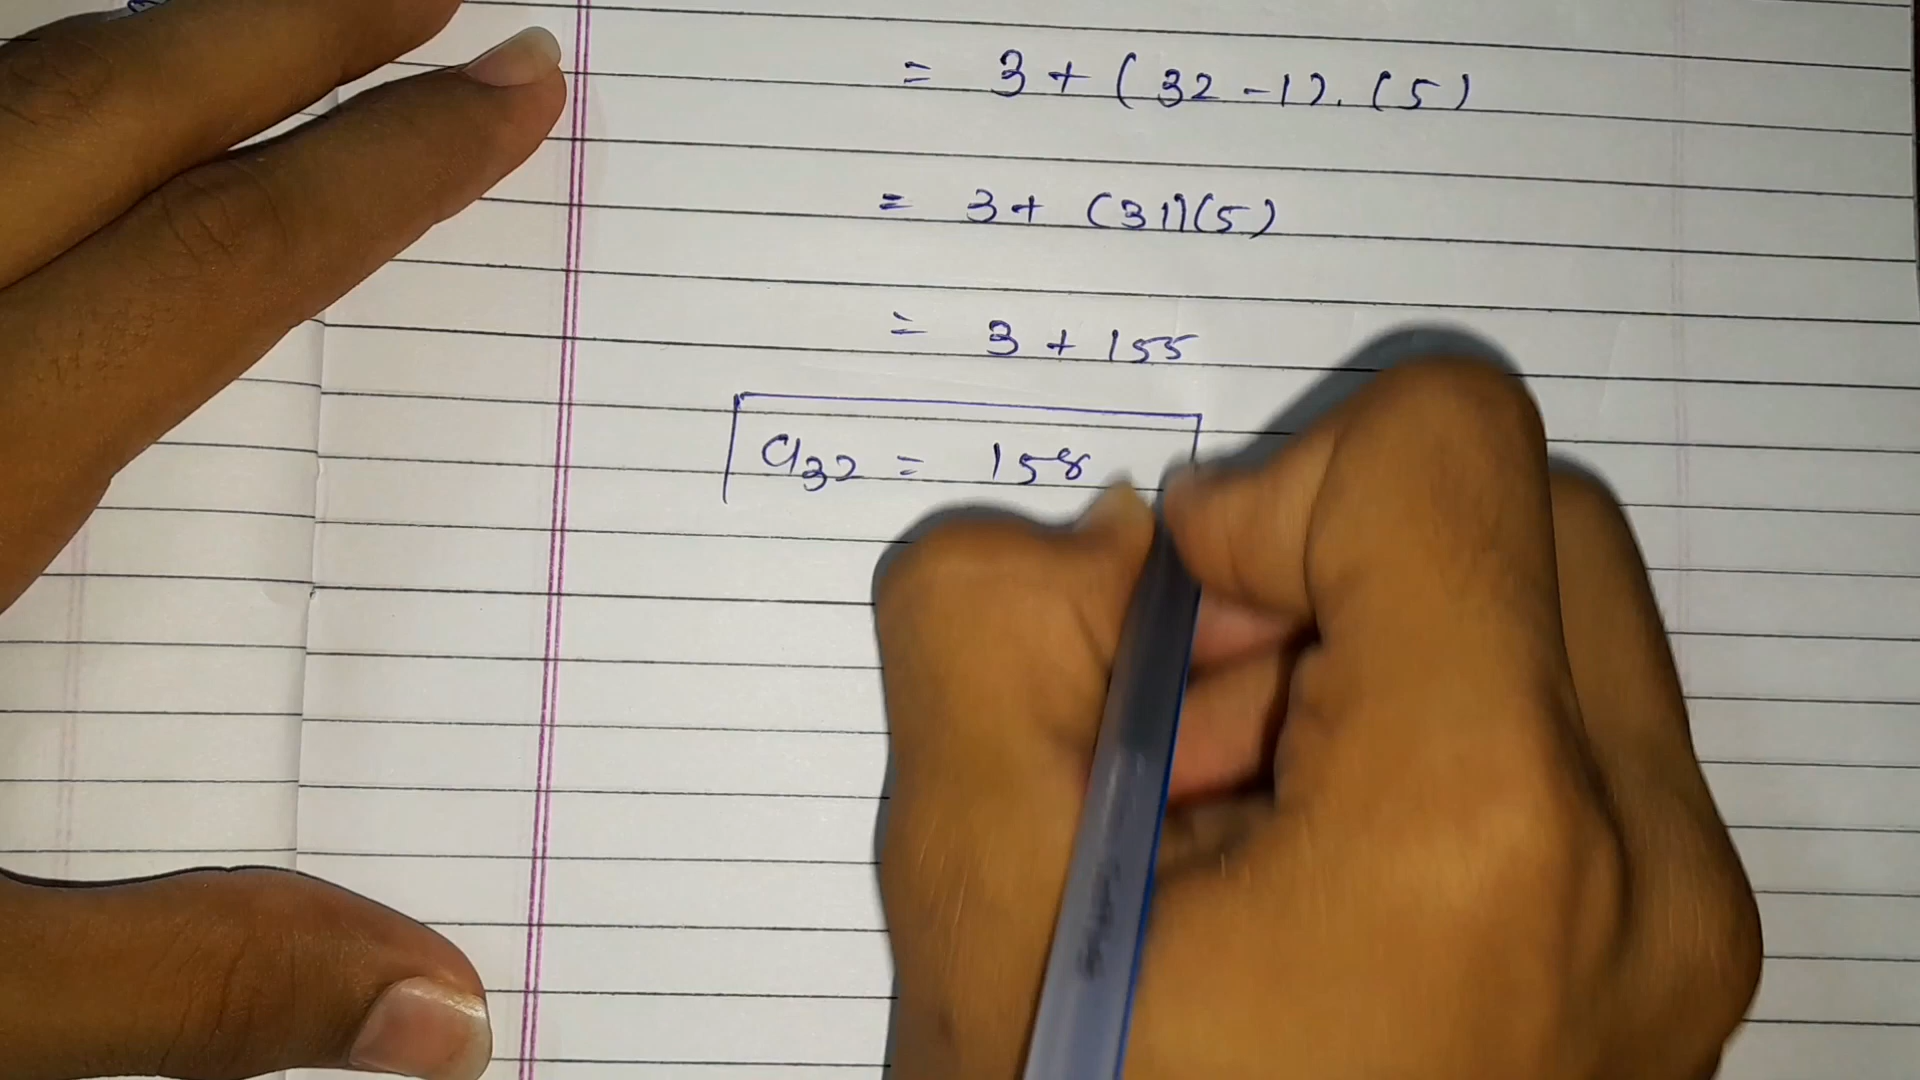 = 3 + (32 - 1). (5)
= 3 + (31)(5)
= 3 + 155
a32 = 158